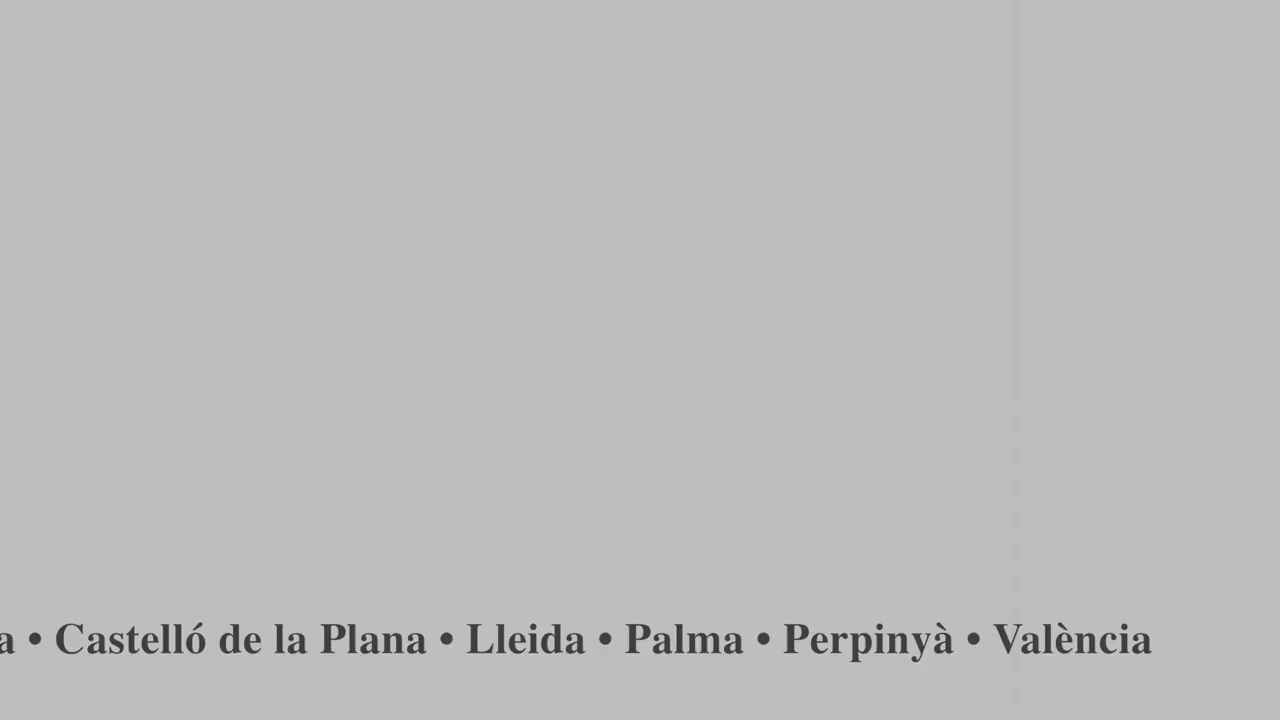 a • Castelló de la Plana • Lleida • Palma • Perpinyà • València